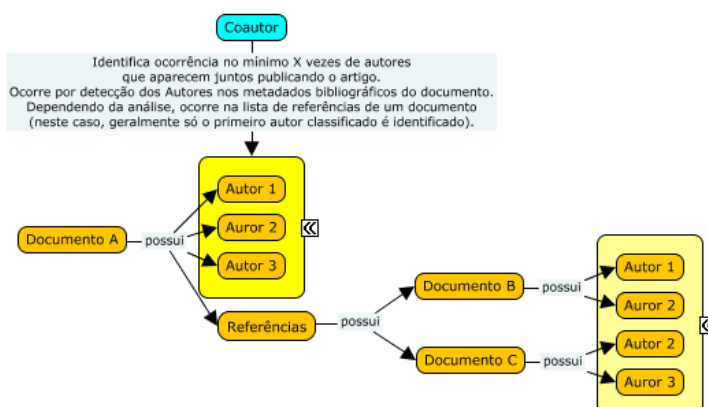 Coautor
Identifica ocorrência no mínimo X vezes de autores
que aparecem juntos publicando o artigo.
Ocorre por detecção dos Autores nos metadados bibliográficos do documento.
Dependendo da análise, ocorre na lista de referências de um documento
(neste caso, geralmente só o primeiro autor classificado é identificado).
Documento A
possui
Autor 1
Auror 2
Autor 3
Referências
possui
Documento B
possui
Autor 1
Auror 2
Documento C
possui
Autor 2
Auror 3